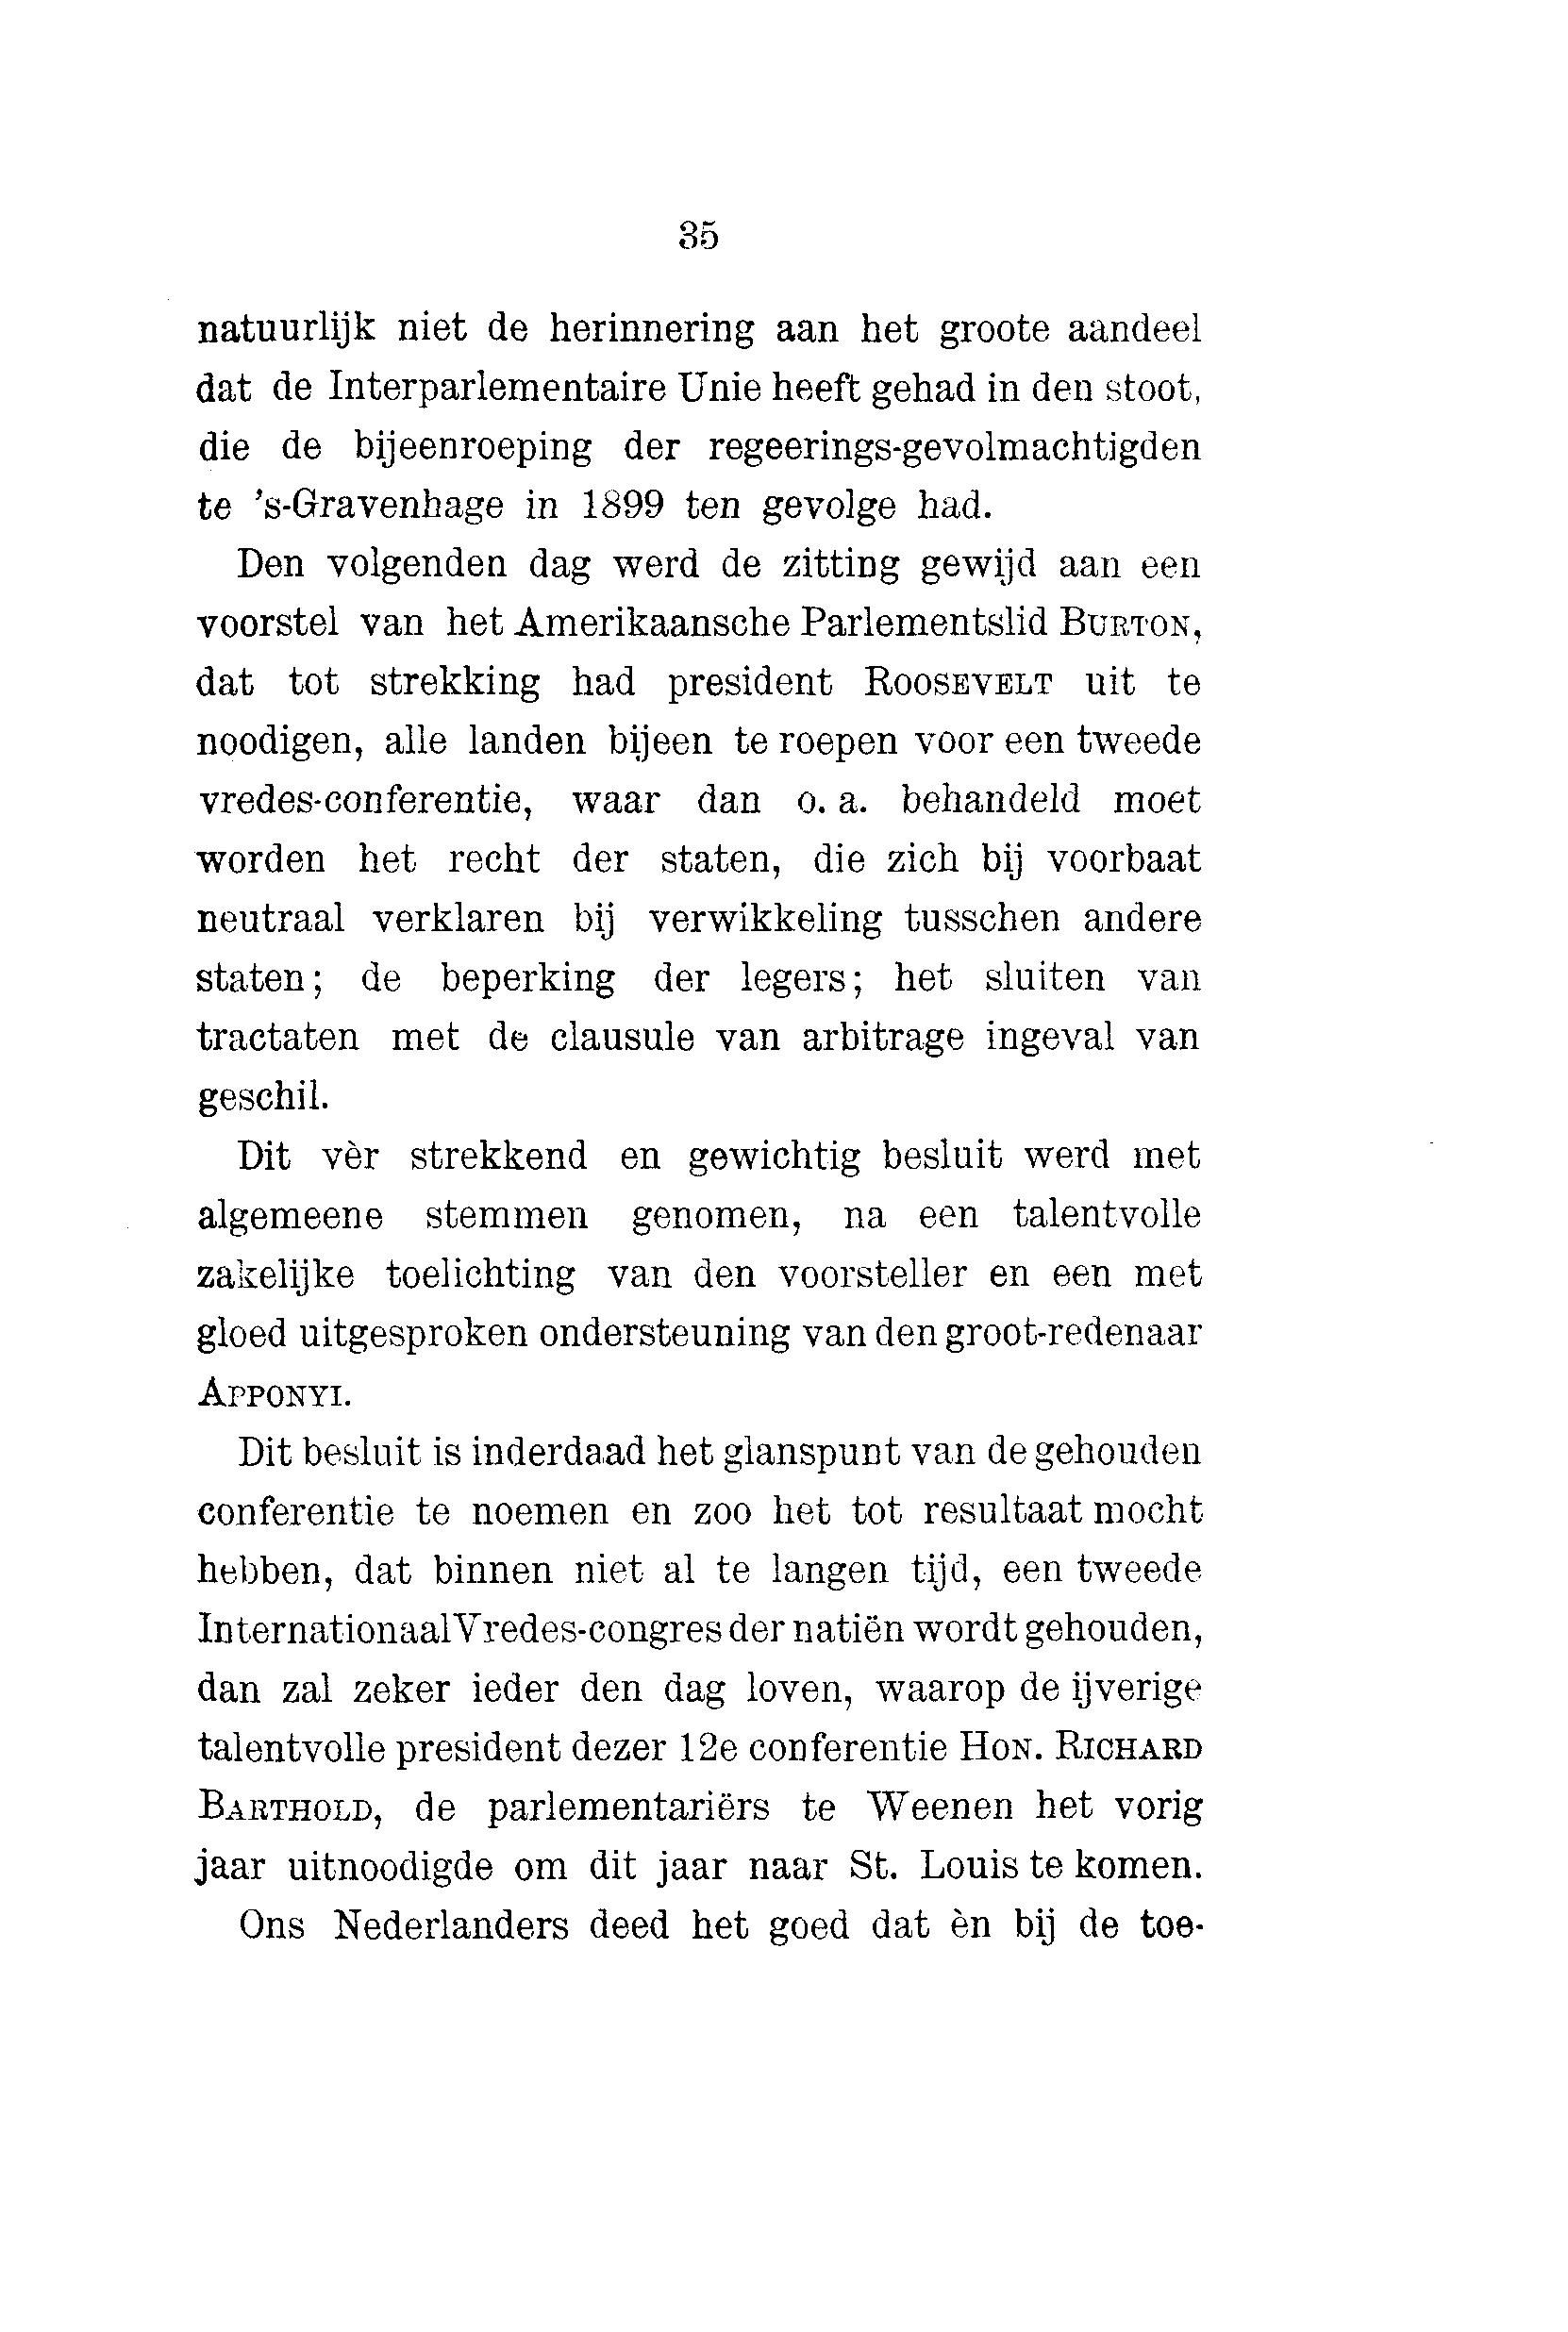 35
natuurlijk niet de herinnering aan het groote aandeel
dat de Interparlementaire Unie heeft gehad in den stoot,
die de bijeenroeping der regeerings-gevolmachtigden
te 's-Gravenhage in 1899 ten gevolge had.
Den volgenden dag werd de zitting gewijd aan een
voorstel van het Amerikaansche Parlementslid BURTON,
dat tot strekking had president ROOSEVELT uit te
noodigen, alle landen bijeen te roepen voor een tweede
vredes-conferentie, waar dan o. a. behandeld moet
worden het recht der staten, die zich bij voorbaat
neutraal verklaren bij verwikkeling tusschen andere
staten; de beperking der legers; het sluiten van
tractaten met de clausule van arbitrage ingeval van
geschil.
Dit vèr strekkend en gewichtig besluit werd met
algemeene stemmen genomen, na een talentvolle
zakelijke toelichting van den voorsteller en een met
gloed uitgesproken ondersteuning van den groot-redenaar
APPONYI.
Dit besluit is inderdaad het glanspunt van de gehouden
conferentie te noemen en zoo het tot resultaat mocht
hebben, dat binnen niet al te langen tijd, een tweede
Internationaal Vredes-congres der natiën wordt gehouden,
dan zal zeker ieder den dag loven, waarop de ijverige
talentvolle president dezer 12e conferentie HON. RICHARD
BARTHOLD, de parlementariërs te Weenen het vorig
jaar uitnoodigde om dit jaar naar St. Louis te komen.
Ons Nederlanders deed het goed dat èn bij de toe-